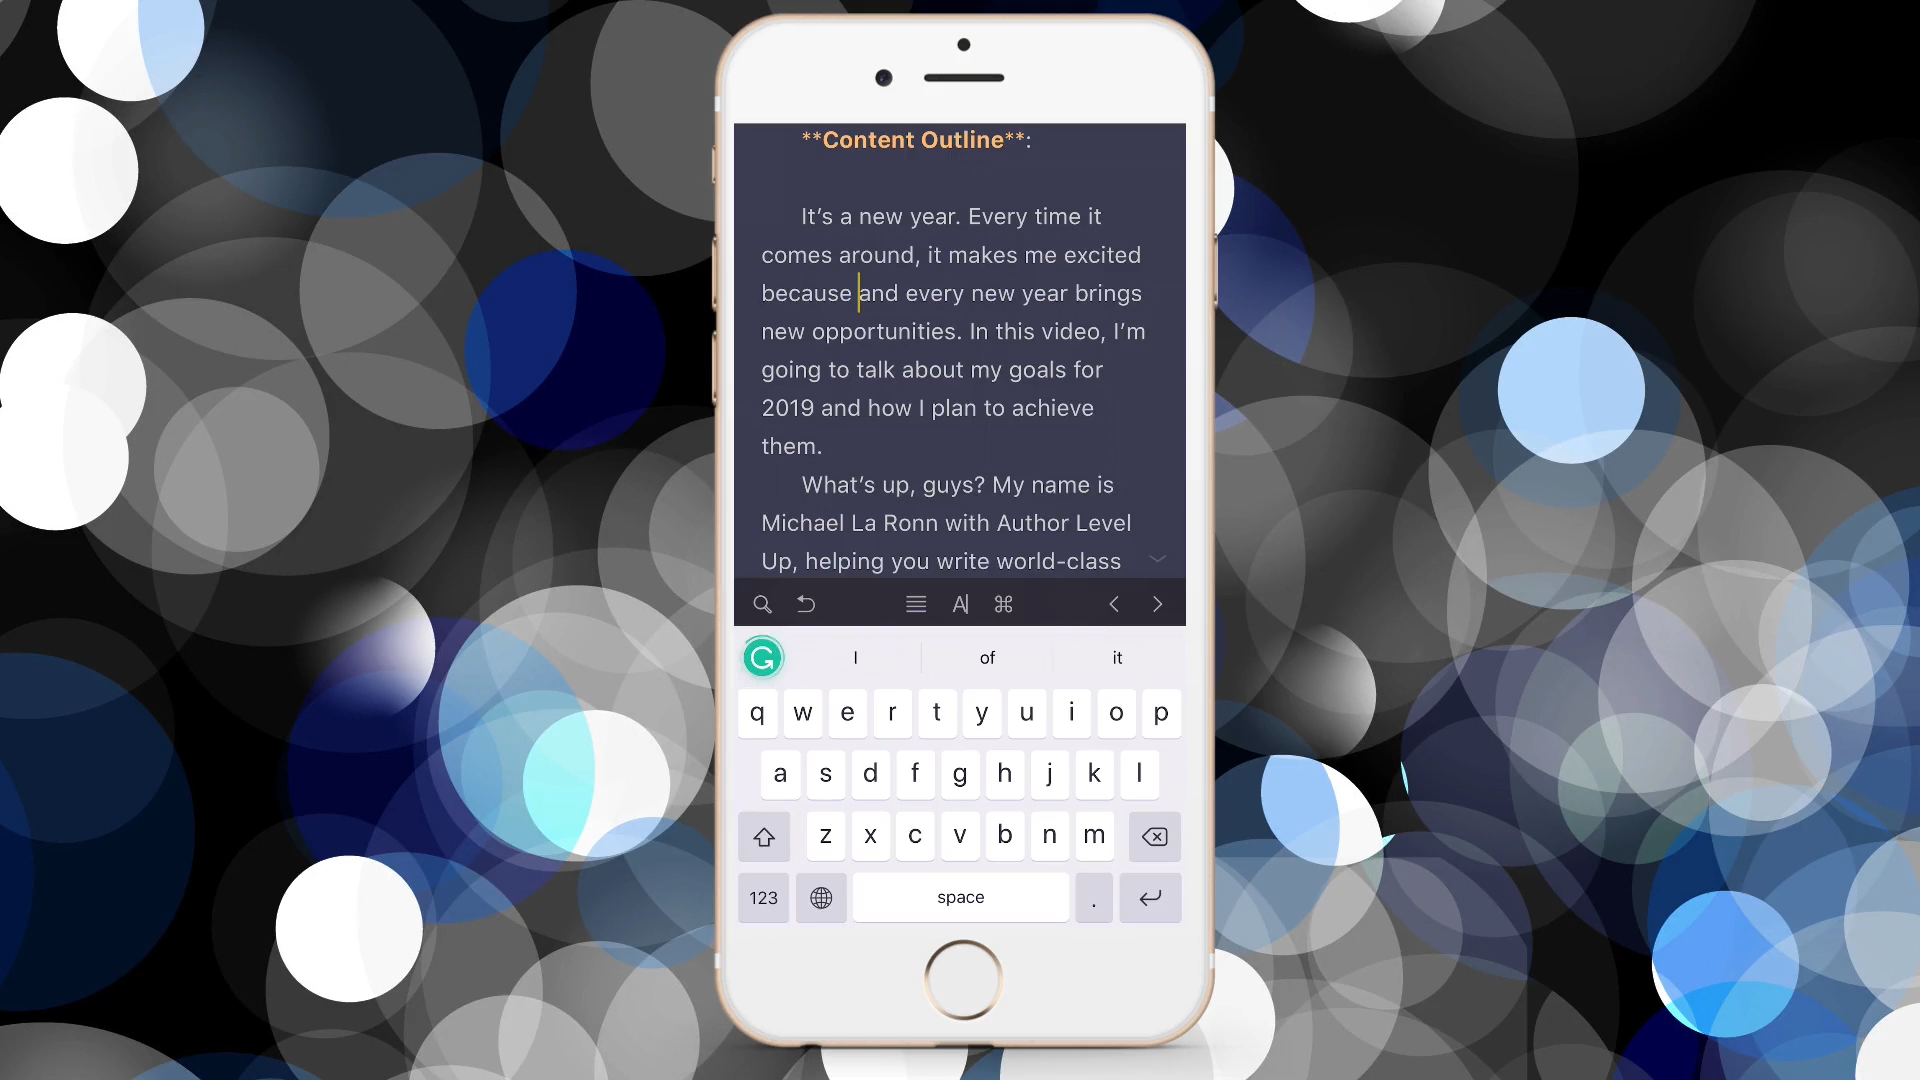 **Content Outline**:
It’s a new year. Every time it
comes around, it makes me excited
because and every new year brings
new opportunities. In this video, I’m
going to talk about my goals for
2019 and how I plan to achieve
them.
What’s up, guys? My name is
Michael La Ronn with Author Level
Up, helping you write world-class
A
I of it
q w e r t y u i o p
a s d f g h j k l
z x c v b n m
123 space .